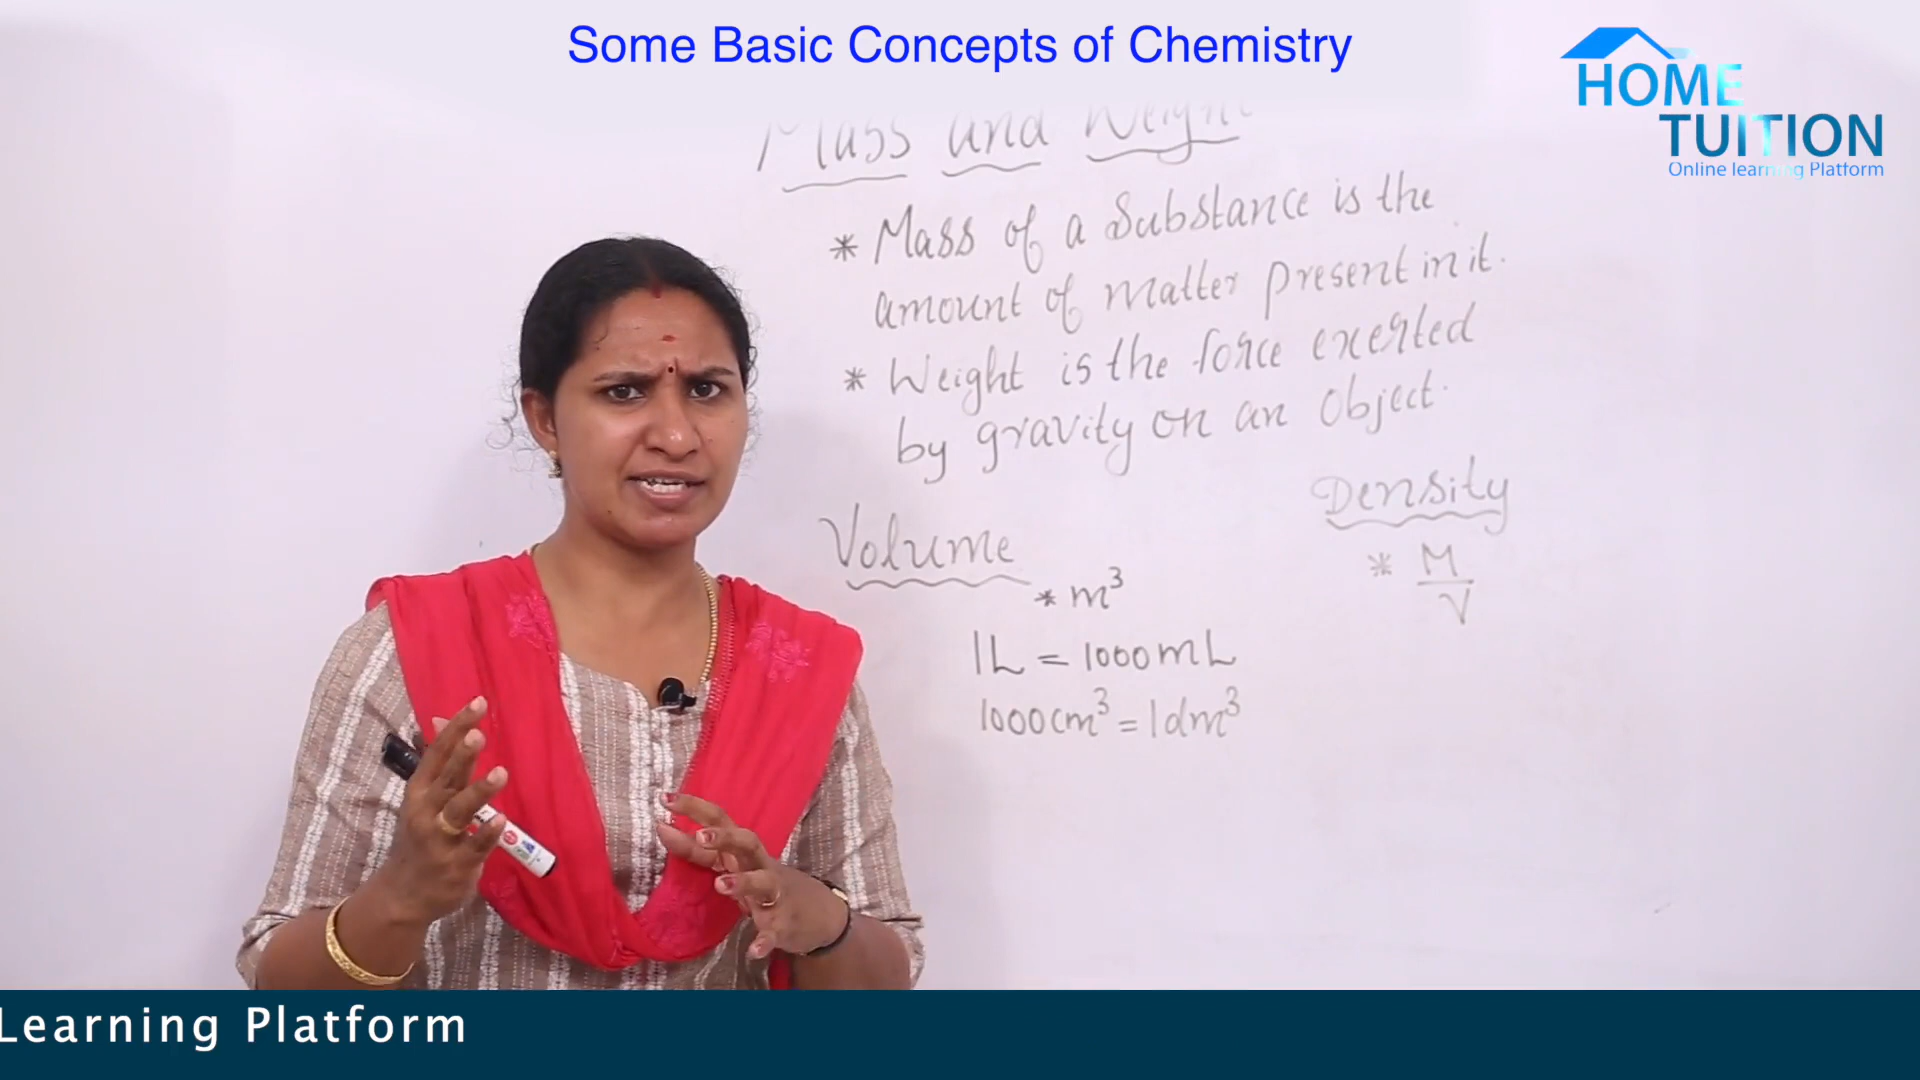 Some Basic Concepts of Chemistry
HOME
TUITION
Online learning Platform
Mass and Weight
* Mass of a Substance is the
amount of matter present in it.
* Weight is the force exerted
by gravity on an object.
Volume
* m³
1L = 1000mL
1000cm³ = 1dm³
Density
* M
V
Learning Platform